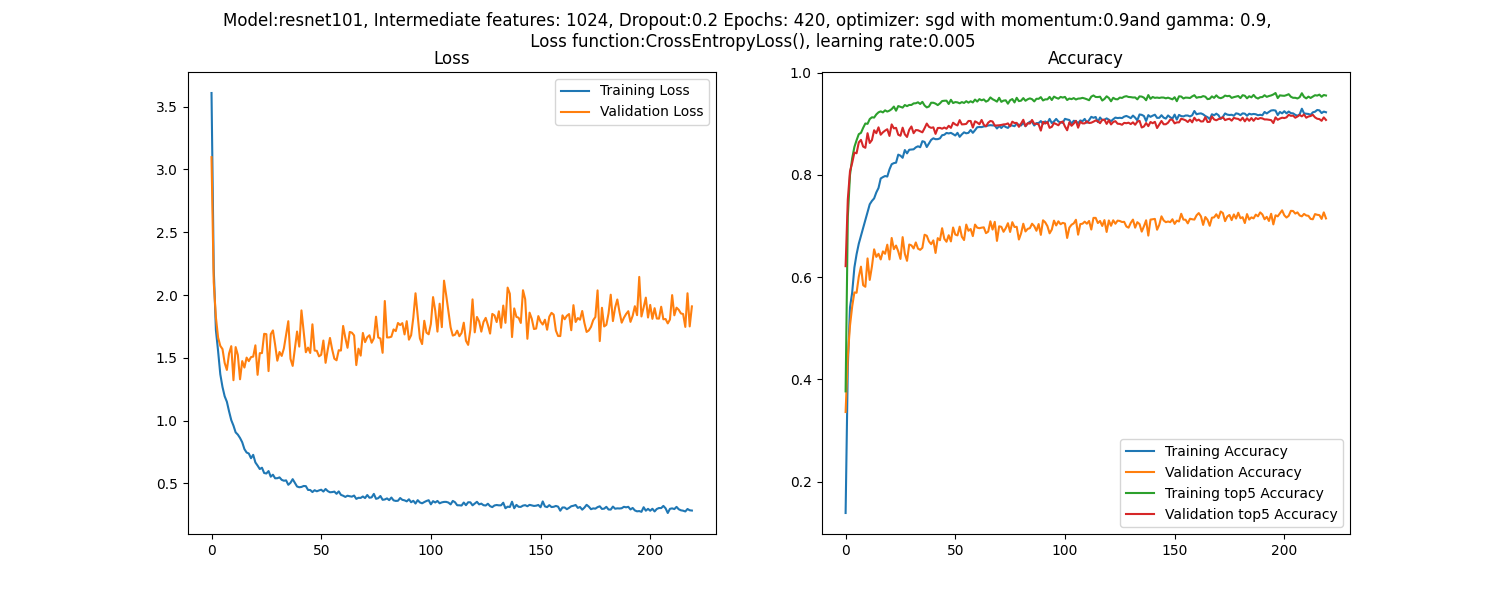 Model:resnet101, Intermediate features: 1024, Dropout:0.2 Epochs: 420, optimizer: sgd with momentum:0.9and gamma: 0.9,
Loss function:CrossEntropyLoss(), learning rate:0.005
Loss
Training Loss
Validation Loss
3.5
3.0
2.5
2.0
1.5
1.0
0.5
0
50
100
150
200
Accuracy
1.0
0.8
0.6
0.4
0.2
Training Accuracy
Validation Accuracy
Training top5 Accuracy
Validation top5 Accuracy
0
50
100
150
200